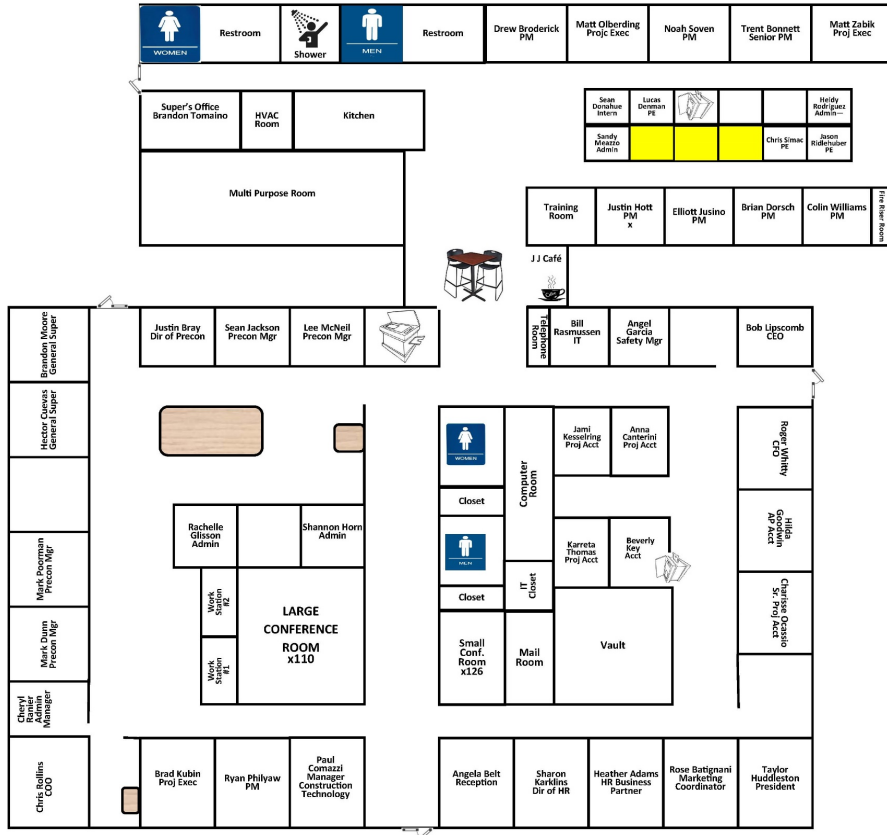 WOMEN
Restroom
Shower
MEN
Restroom
Drew Broderick
PM
Matt Olberding
Projc Exec
Noah Soven
PM
Trent Bonnett
Senior PM
Matt Zabik
Proj Exec
Super's Office
Brandon Tomaino
HVAC
Room
Kitchen
Sean
Donahue
Intern
Lucas
Denman
PE
Heidy
Rodriguez
Admin—
Sandy
Meazzo
Admin
Chris Simac
PE
Jason
Ridlehuber
PE
Multi Purpose Room
Training
Room
Justin Hott
PM
x
Elliott Jusino
PM
Brian Dorsch
PM
Colin Williams
PM
Fire Riser Room
J J Café
Brandon Moore
General Super
Justin Bray
Dir of Precon
Sean Jackson
Precon Mgr
Lee McNeil
Precon Mgr
Telephone
Room
Bill
Rasmussen
IT
Angel
Garcia
Safety Mgr
Bob Lipscomb
CEO
Hector Cuevas
General Super
WOMEN
Computer
Room
Jami
Kesselring
Proj Acct
Anna
Canterini
Proj Acct
Roger Whitty
CFO
Closet
Hilda
Goodwin
AP Acct
Rachelle
Glisson
Admin
Shannon Horn
Admin
MEN
Karreta
Thomas
Proj Acct
Beverly
Key
Acct
Mark Poorman
Precon Mgr
Work
Station
#2
Closet
IT
Closet
Charisse Ocassio
Sr. Proj Acct
LARGE
CONFERENCE
ROOM
x110
Mark Dunn
Precon Mgr
Work
Station
#1
Small
Conf.
Room
x126
Mail
Room
Vault
Cheryl
Ranier
Admin
Manager
Chris Rollins
COO
Brad Kubin
Proj Exec
Ryan Philyaw
PM
Paul
Comazzi
Manager
Construction
Technology
Angela Belt
Reception
Sharon
Karklins
Dir of HR
Heather Adams
HR Business
Partner
Rose Batignani
Marketing
Coordinator
Taylor
Huddleston
President